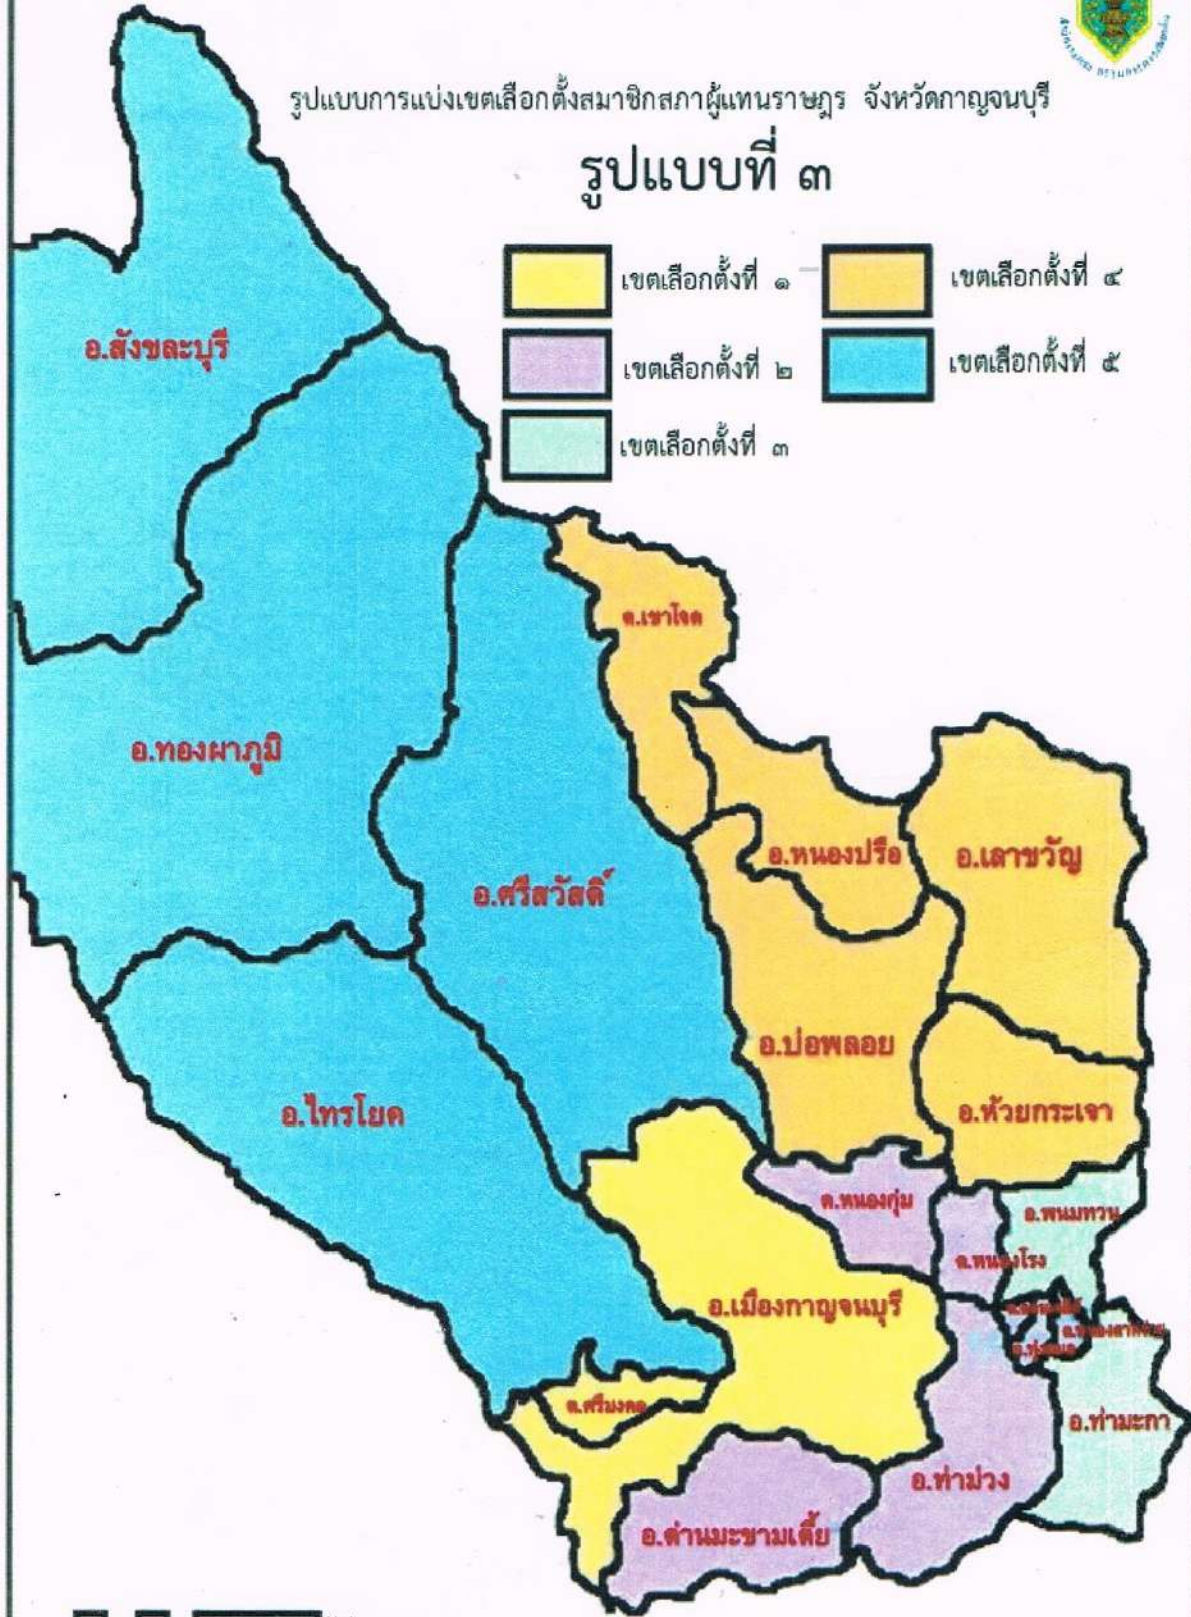 รูปแบบการแบ่งเขตเลือกตั้งสมาชิกสภาผู้แทนราษฎร จังหวัดกาญจนบุรี
รูปแบบที่ ๓
เขตเลือกตั้งที่ ๑
เขตเลือกตั้งที่ ๔
เขตเลือกตั้งที่ ๒
เขตเลือกตั้งที่ ๕
เขตเลือกตั้งที่ ๓
อ.สังขละบุรี
ต.เขาโจด
อ.ทองผาภูมิ
อ.หนองปรือ
อ.เลาขวัญ
อ.ศรีสวัสดิ์
อ.บ่อพลอย
อ.ไทรโยค
อ.ห้วยกระเจา
ต.หนองกุ่ม
อ.พนมทวน
ต.หนองโรง
อ.เมืองกาญจนบุรี
ต.ศรีมงคล
อ.ท่ามะกา
อ.ท่าม่วง
อ.ด่านมะขามเตี้ย